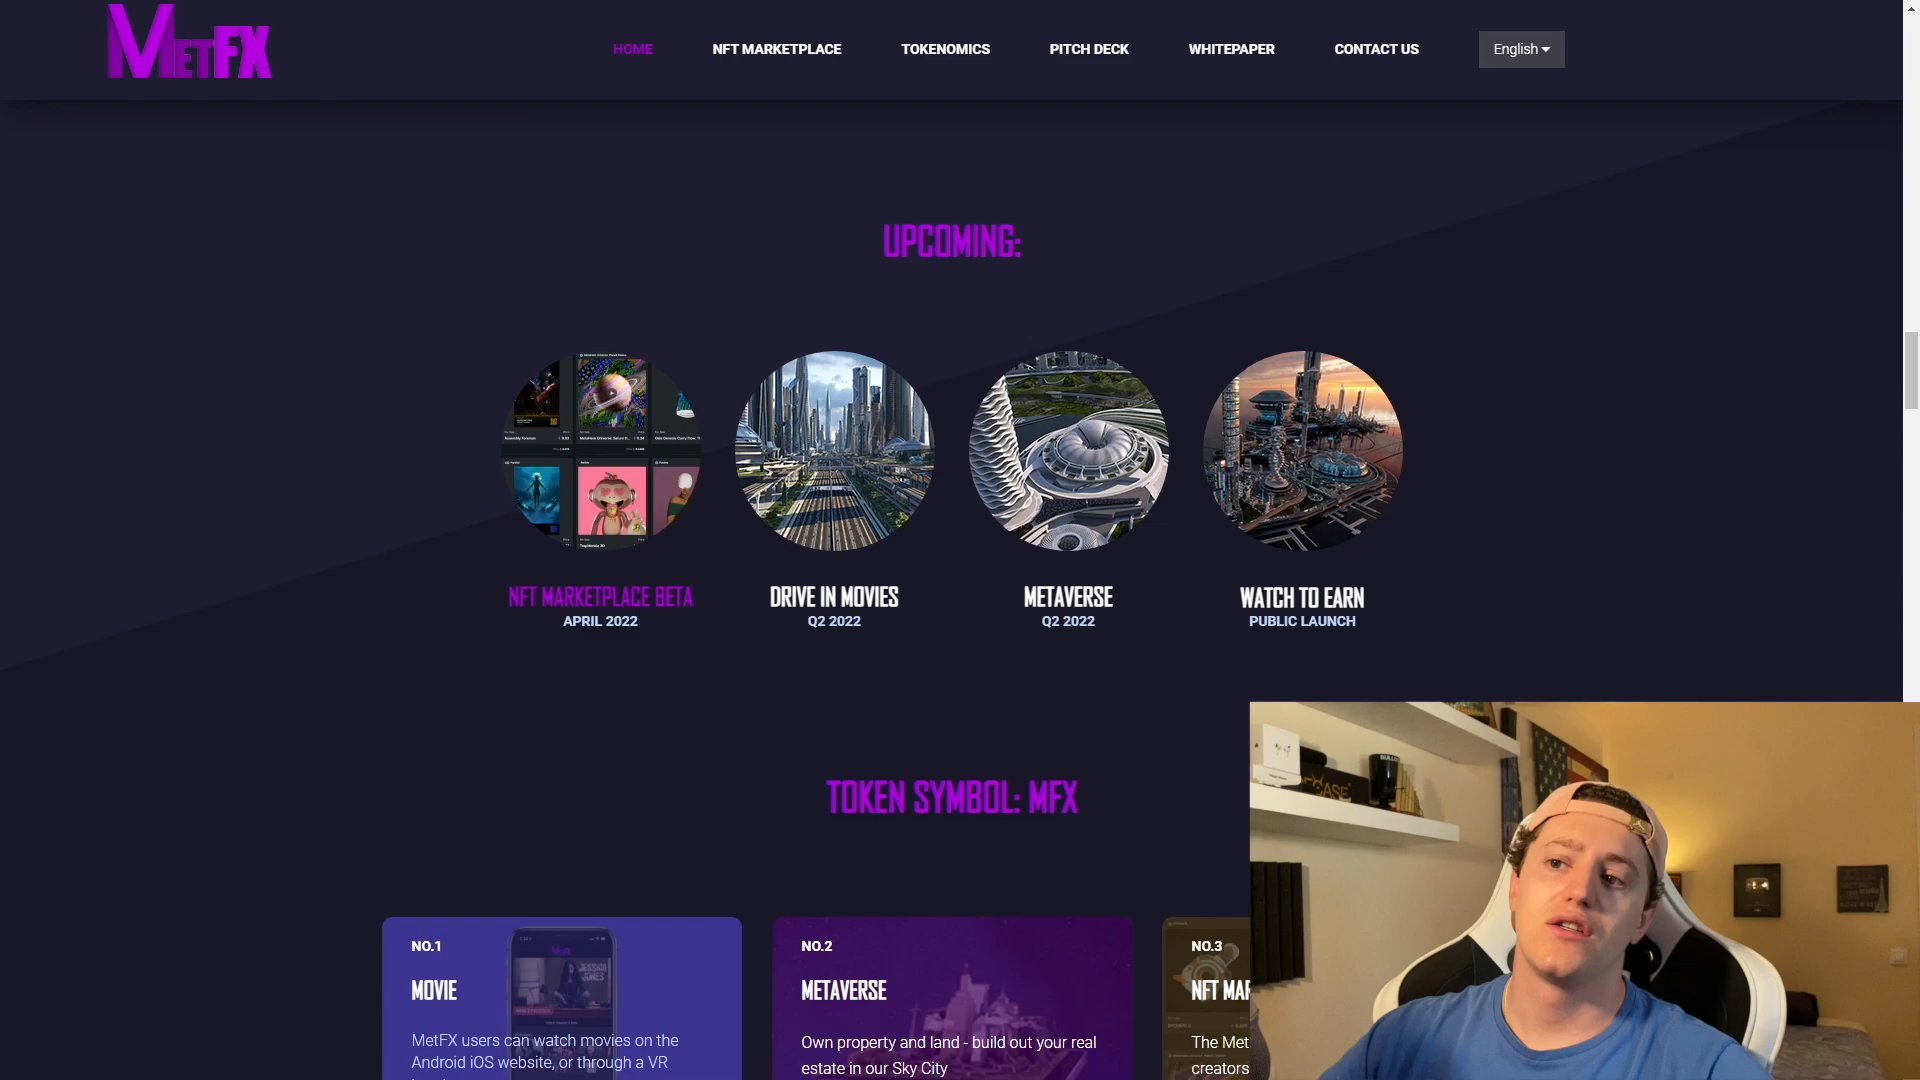 METFX
HOME
NFT MARKETPLACE
TOKENOMICS
PITCH DECK
WHITEPAPER
CONTACT US
English
UPCOMING:
NFT MARKETPLACE BETA
APRIL 2022
DRIVE IN MOVIES
Q2 2022
METAVERSE
Q2 2022
WATCH TO EARN
PUBLIC LAUNCH
TOKEN SYMBOL: MFX
NO.1
MOVIE
MetFX users can watch movies on the
Android iOS website, or through a VR
NO.2
METAVERSE
Own property and land - build out your real
estate in our Sky City
NO.3
NFT MAR
The Met
creators
JESSICA
JONES